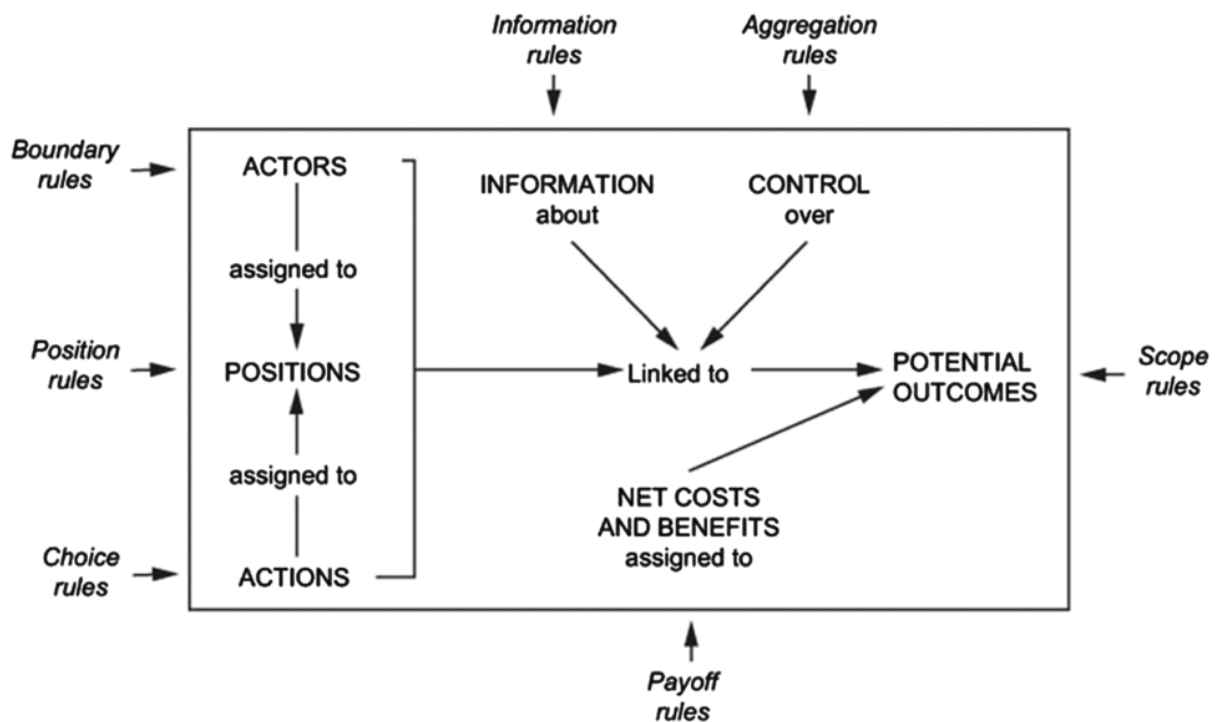 Information
rules
Aggregation
rules
Boundary
rules
ACTORS
INFORMATION
about
CONTROL
over
assigned to
Position
rules
POSITIONS
Linked to
POTENTIAL
OUTCOMES
Scope
rules
assigned to
NET COSTS
AND BENEFITS
assigned to
Choice
rules
ACTIONS
Payoff
rules